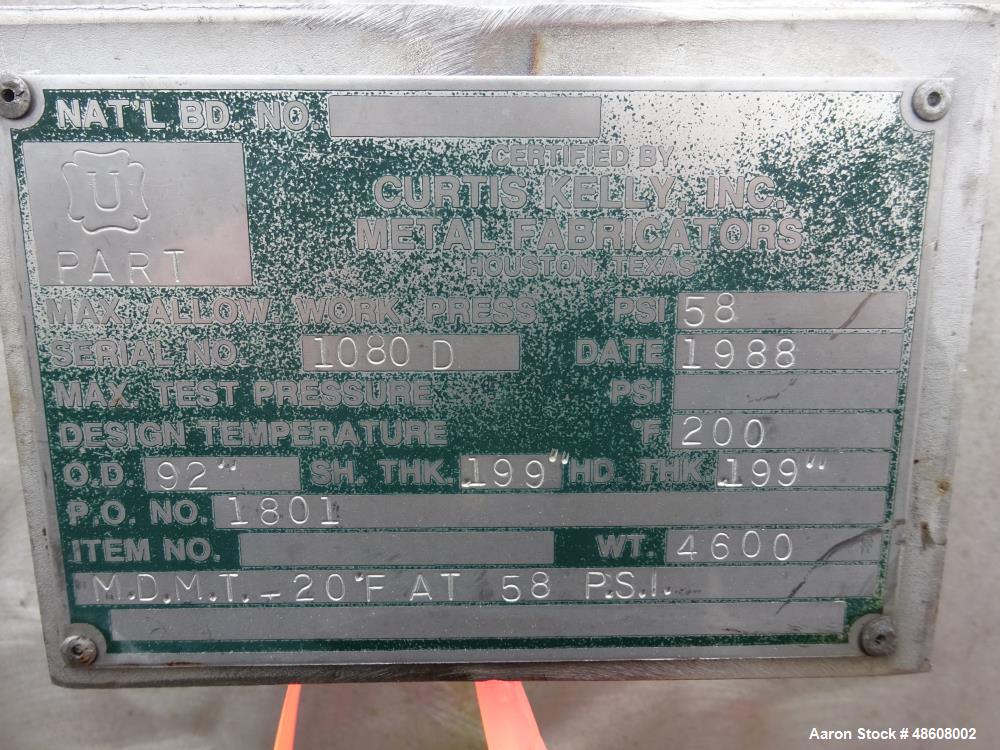 NAT'L BD. NO.
U
PART
CERTIFIED BY
CURTIS KELLY, INC.
METAL FABRICATORS
HOUSTON, TEXAS
MAX. ALLOW. WORK. PRESS. PSI 58
SERIAL NO. 1080 D DATE 1988
MAX. TEST PRESSURE PSI
DESIGN TEMPERATURE °F. 200
O.D. 92" SH. THK. .199" HD. THK. .199"
P.O. NO. 1801
ITEM NO. WT. 4600
M.D.M.T. -20°F AT 58 P.S.I.
Aaron Stock # 48608002